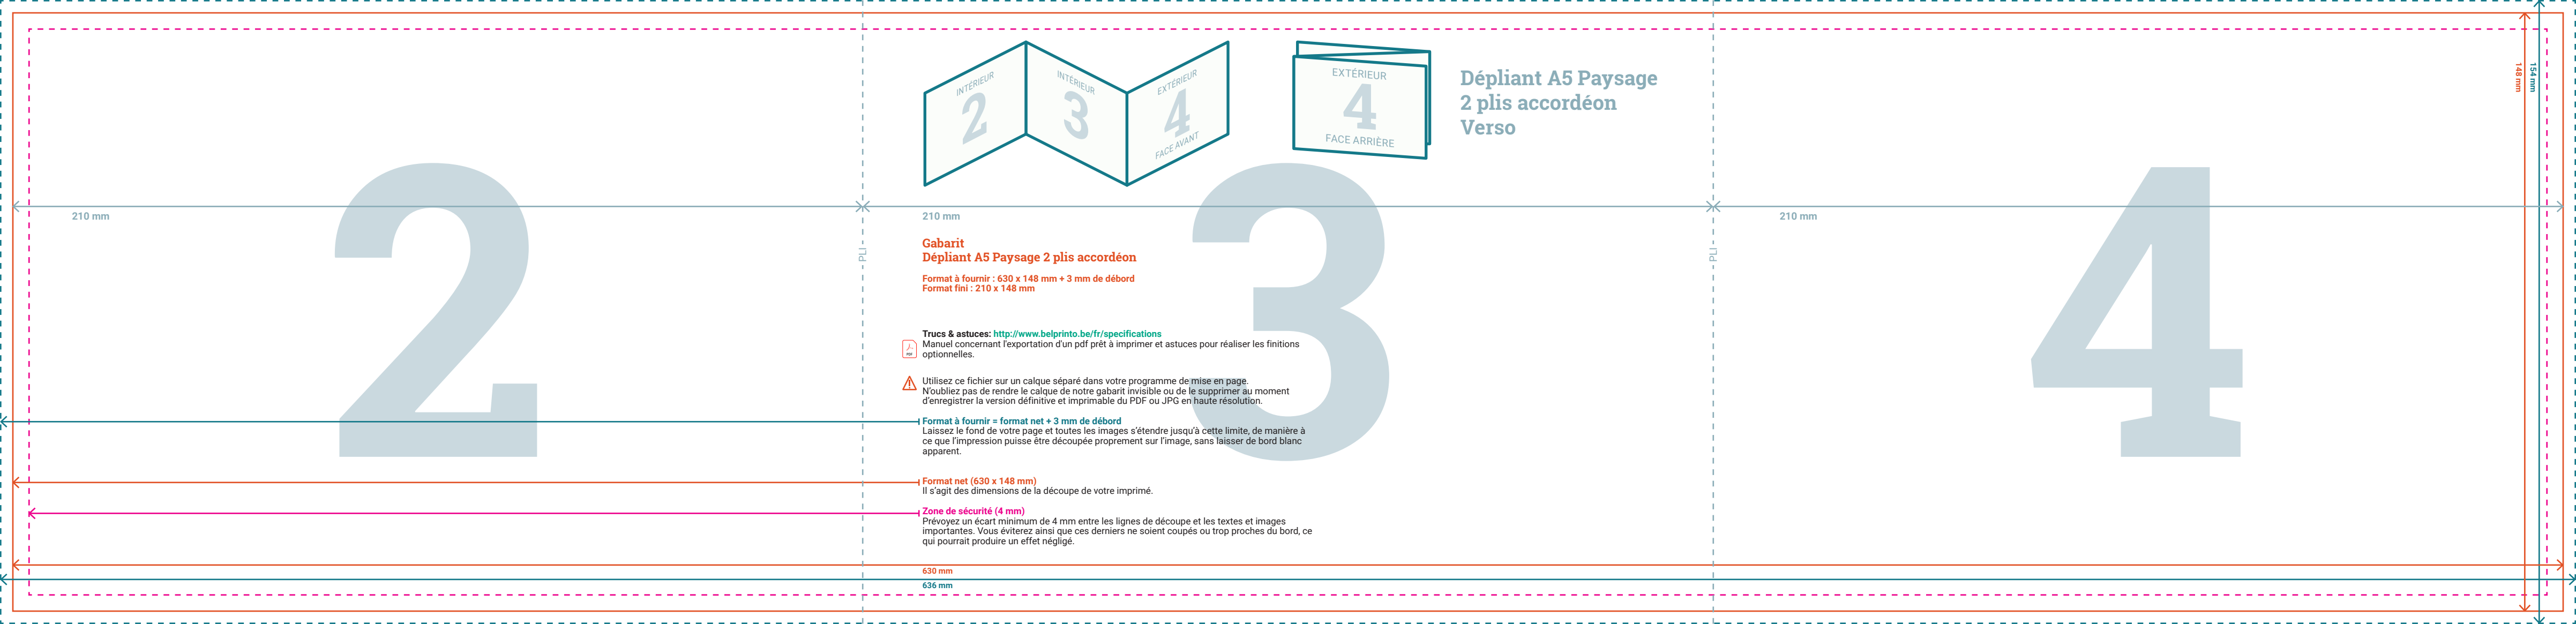 INTÉRIEUR
2
INTÉRIEUR
3
EXTÉRIEUR
4
FACE AVANT
EXTÉRIEUR
4
FACE ARRIÈRE
Dépliant A5 Paysage
2 plis accordéon
Verso
148 mm
154 mm
2
3
4
210 mm
210 mm
210 mm
PLI
PLI
Gabarit
Dépliant A5 Paysage 2 plis accordéon
Format à fournir : 630 x 148 mm + 3 mm de débord
Format fini : 210 x 148 mm
Trucs & astuces: http://www.belprinto.be/fr/specifications
Manuel concernant l'exportation d'un pdf prêt à imprimer et astuces pour réaliser les finitions
optionnelles.
PDF
Utilisez ce fichier sur un calque séparé dans votre programme de mise en page.
N'oubliez pas de rendre le calque de notre gabarit invisible ou de le supprimer au moment
d'enregistrer la version définitive et imprimable du PDF ou JPG en haute résolution.
Format à fournir = format net + 3 mm de débord
Laissez le fond de votre page et toutes les images s'étendre jusqu'à cette limite, de manière à
ce que l'impression puisse être découpée proprement sur l'image, sans laisser de bord blanc
apparent.
Format net (630 x 148 mm)
Il s'agit des dimensions de la découpe de votre imprimé.
Zone de sécurité (4 mm)
Prévoyez un écart minimum de 4 mm entre les lignes de découpe et les textes et images
importantes. Vous éviterez ainsi que ces derniers ne soient coupés ou trop proches du bord, ce
qui pourrait produire un effet négligé.
630 mm
636 mm